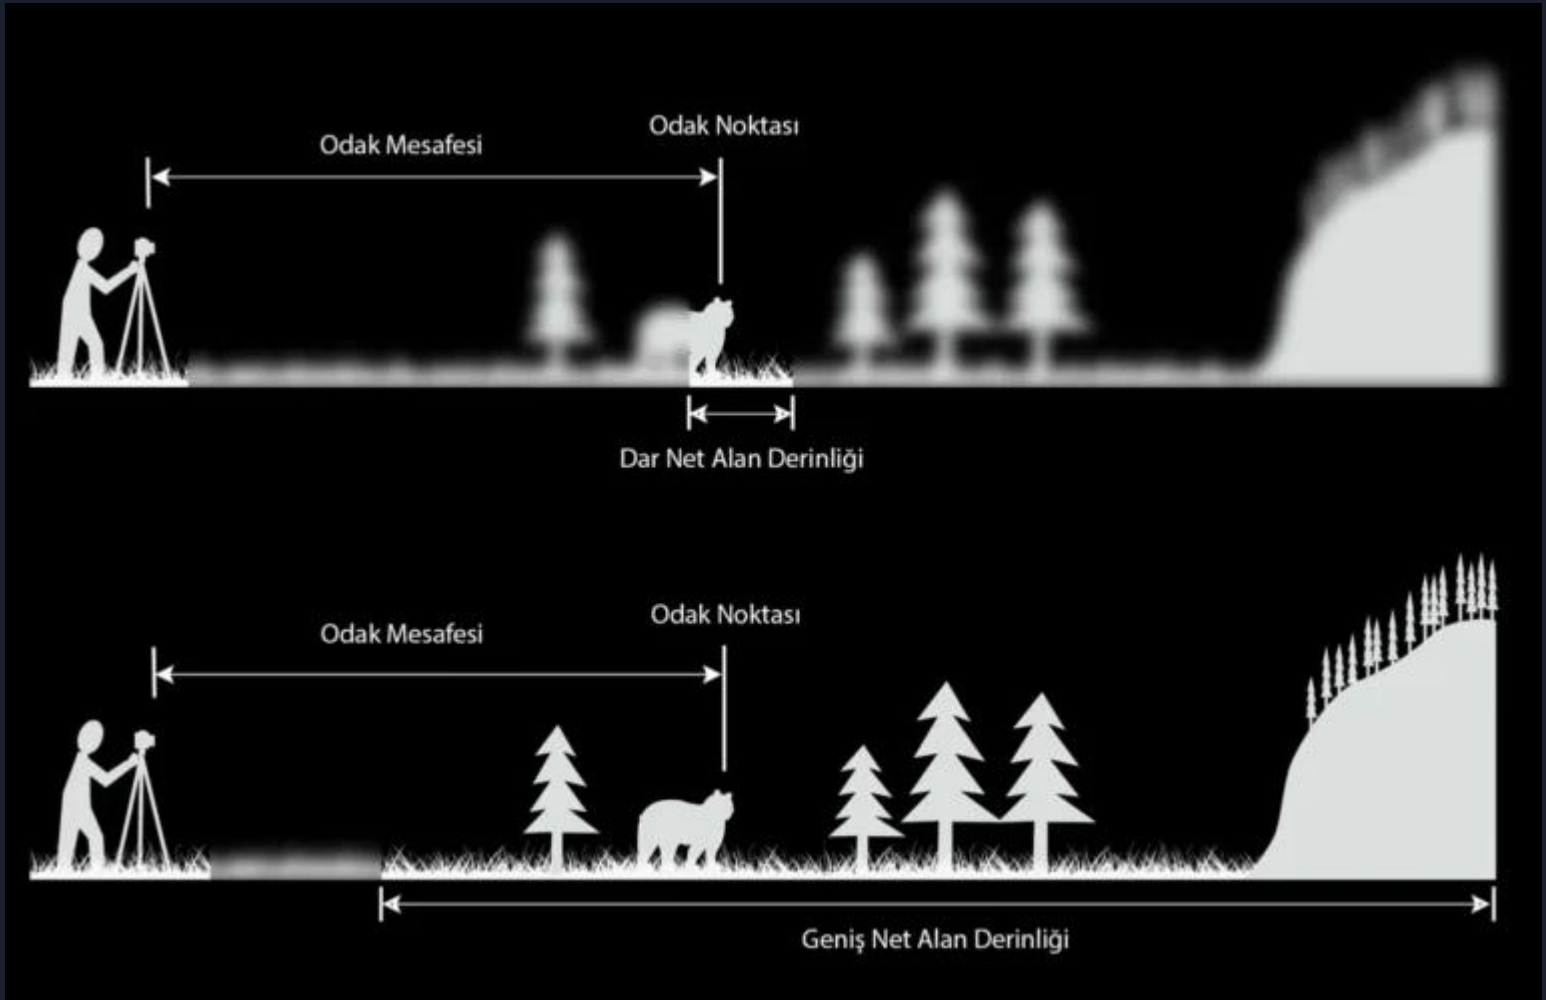 Odak Noktası
Odak Mesafesi
Dar Net Alan Derinliği
Odak Noktası
Odak Mesafesi
Geniş Net Alan Derinliği